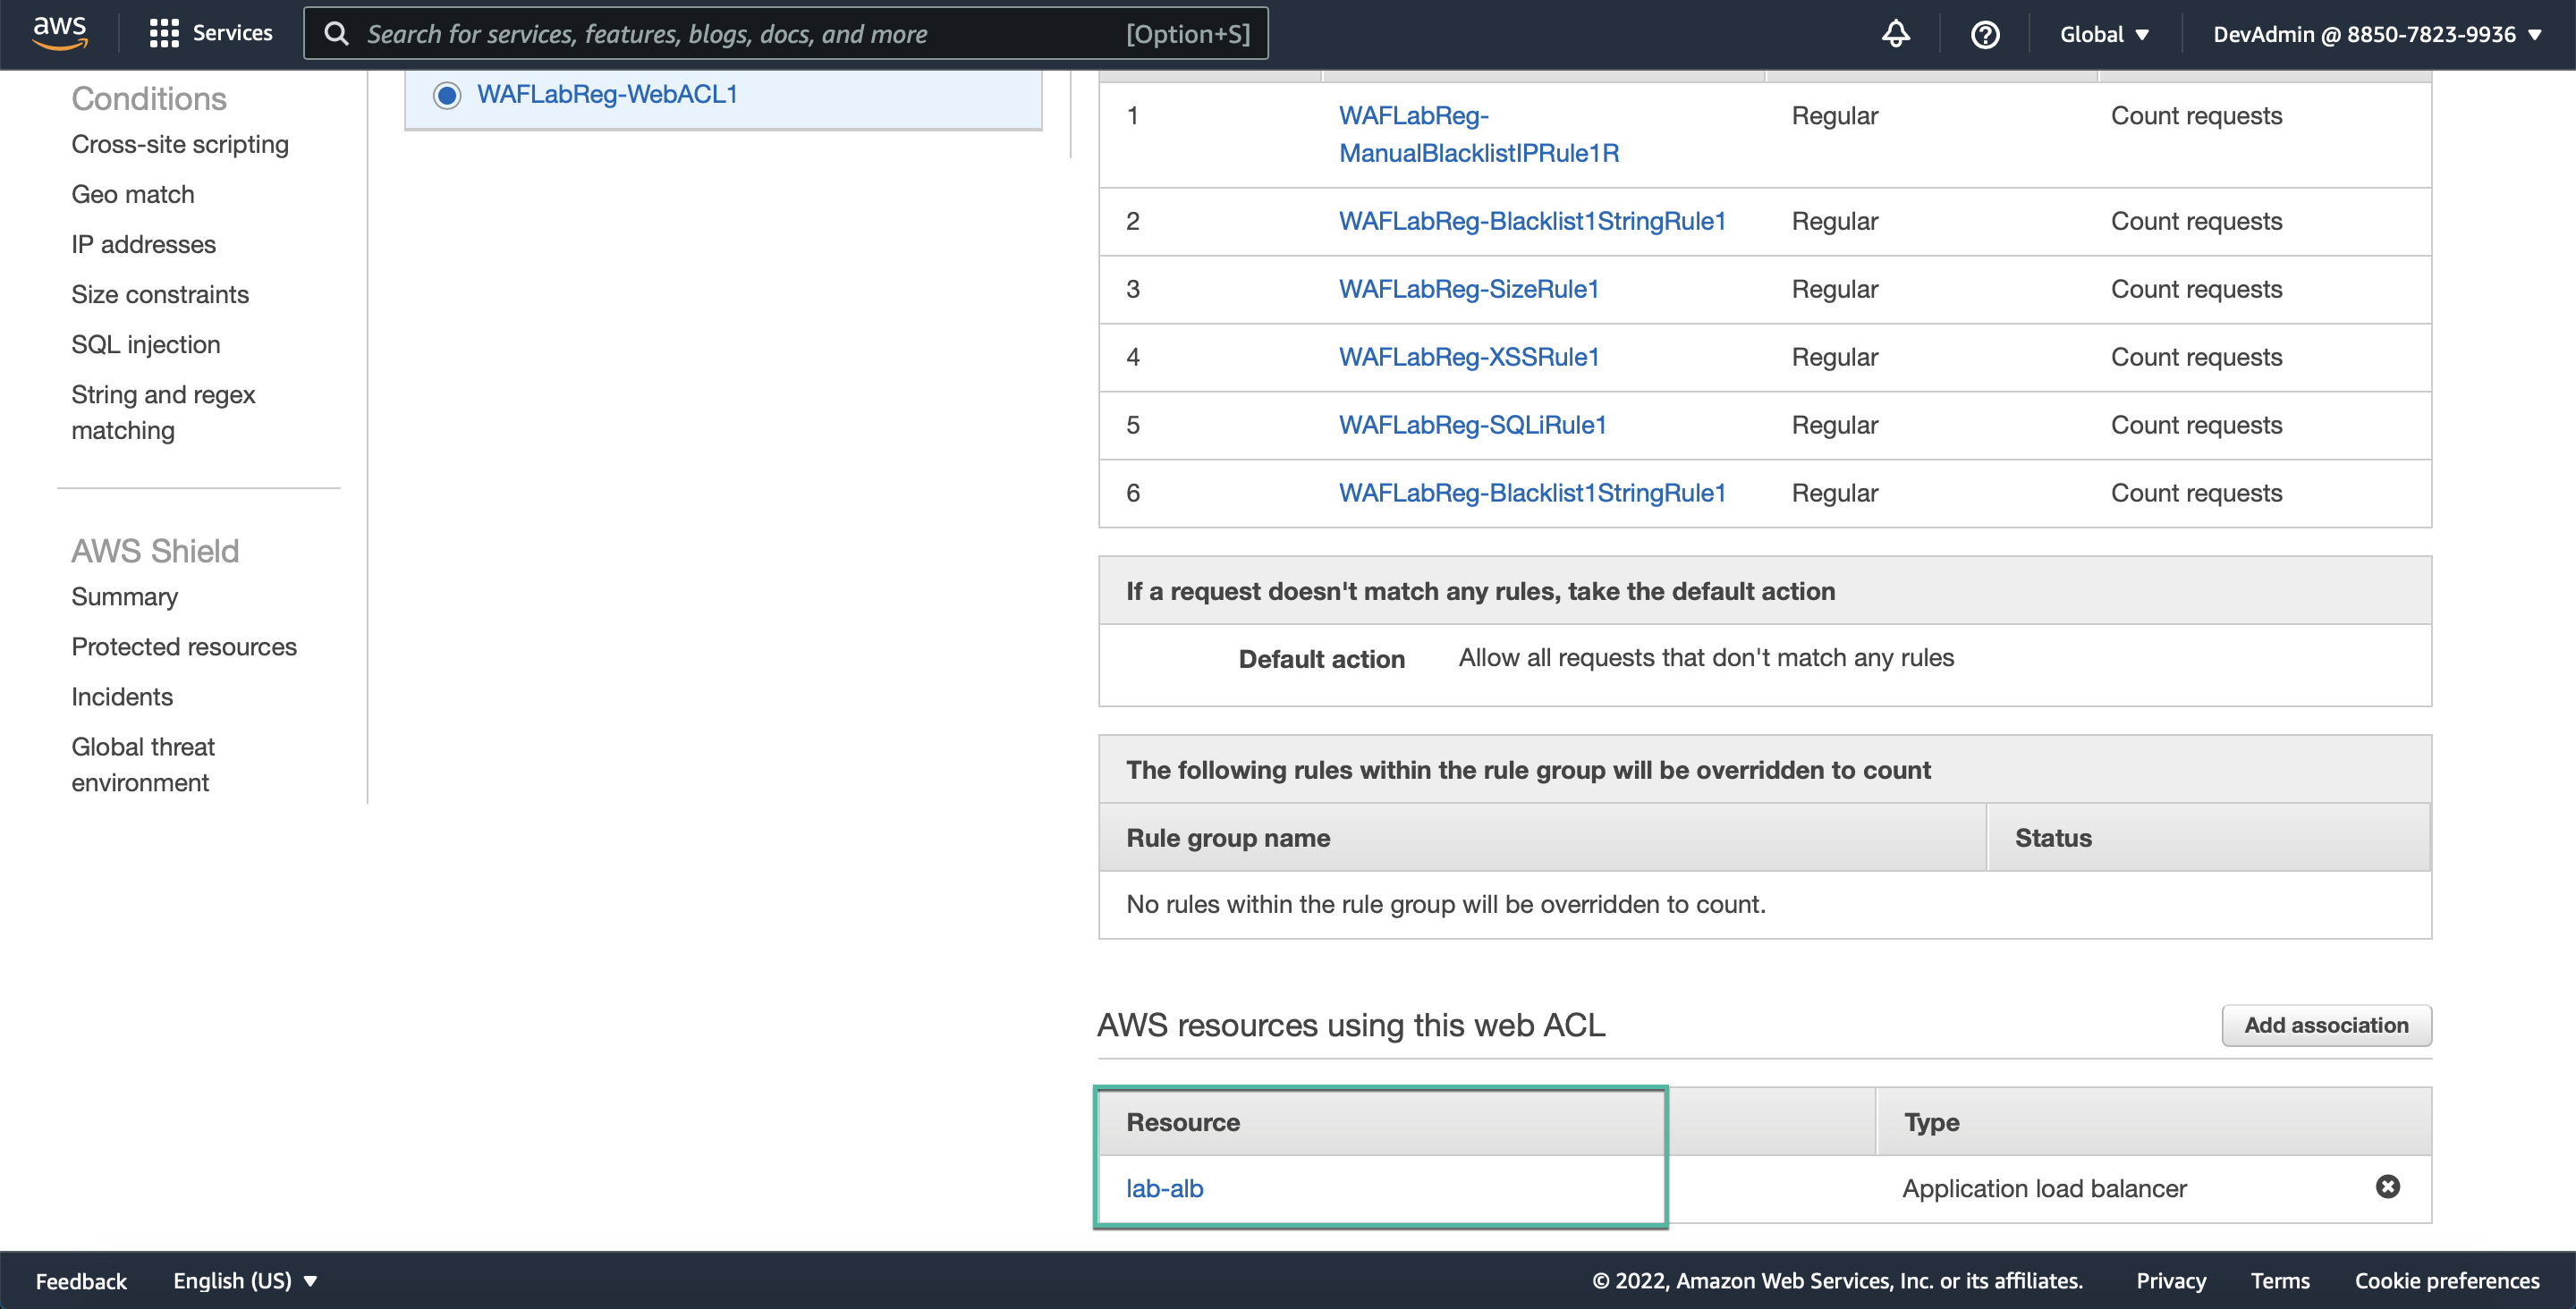 aws
Services
Search for services, features, blogs, docs, and more
[Option+S]
Global
DevAdmin @ 8850-7823-9936
Conditions
Cross-site scripting
Geo match
IP addresses
Size constraints
SQL injection
String and regex
matching
AWS Shield
Summary
Protected resources
Incidents
Global threat
environment
WAFLabReg-WebACL1
1 WAFLabReg- Regular Count requests
ManualBlacklistIPRule1R
2 WAFLabReg-Blacklist1StringRule1 Regular Count requests
3 WAFLabReg-SizeRule1 Regular Count requests
4 WAFLabReg-XSSRule1 Regular Count requests
5 WAFLabReg-SQLiRule1 Regular Count requests
6 WAFLabReg-Blacklist1StringRule1 Regular Count requests
If a request doesn't match any rules, take the default action
Default action Allow all requests that don't match any rules
The following rules within the rule group will be overridden to count
Rule group name Status
No rules within the rule group will be overridden to count.
AWS resources using this web ACL
Add association
Resource Type
lab-alb Application load balancer
Feedback English (US) © 2022, Amazon Web Services, Inc. or its affiliates. Privacy Terms Cookie preferences